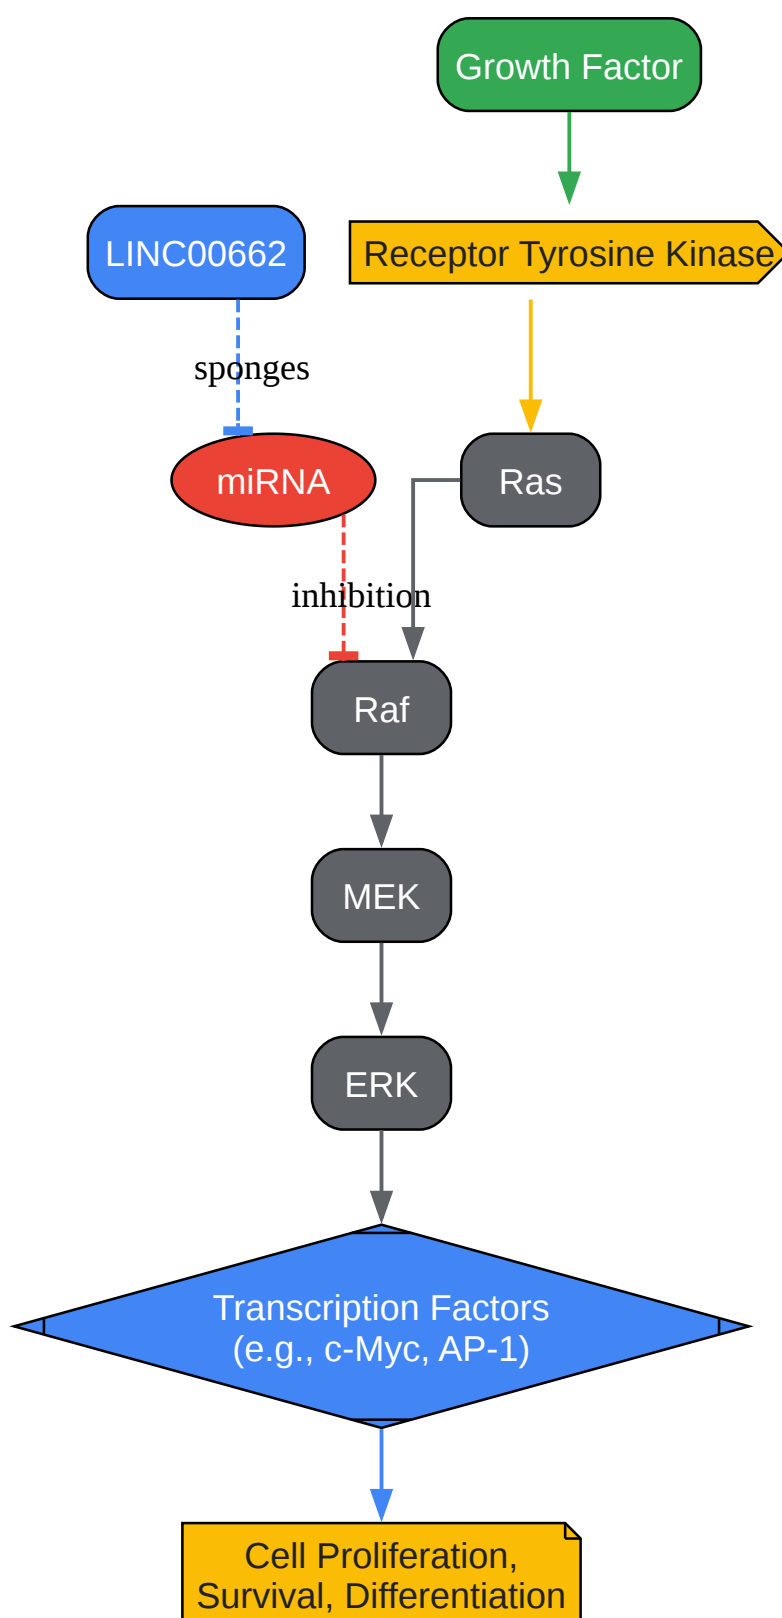 Growth Factor
LINC00662
Receptor Tyrosine Kinase
sponges
miRNA
Ras
inhibition
Raf
MEK
ERK
Transcription Factors
(e.g., c-Myc, AP-1)
Cell Proliferation,
Survival, Differentiation